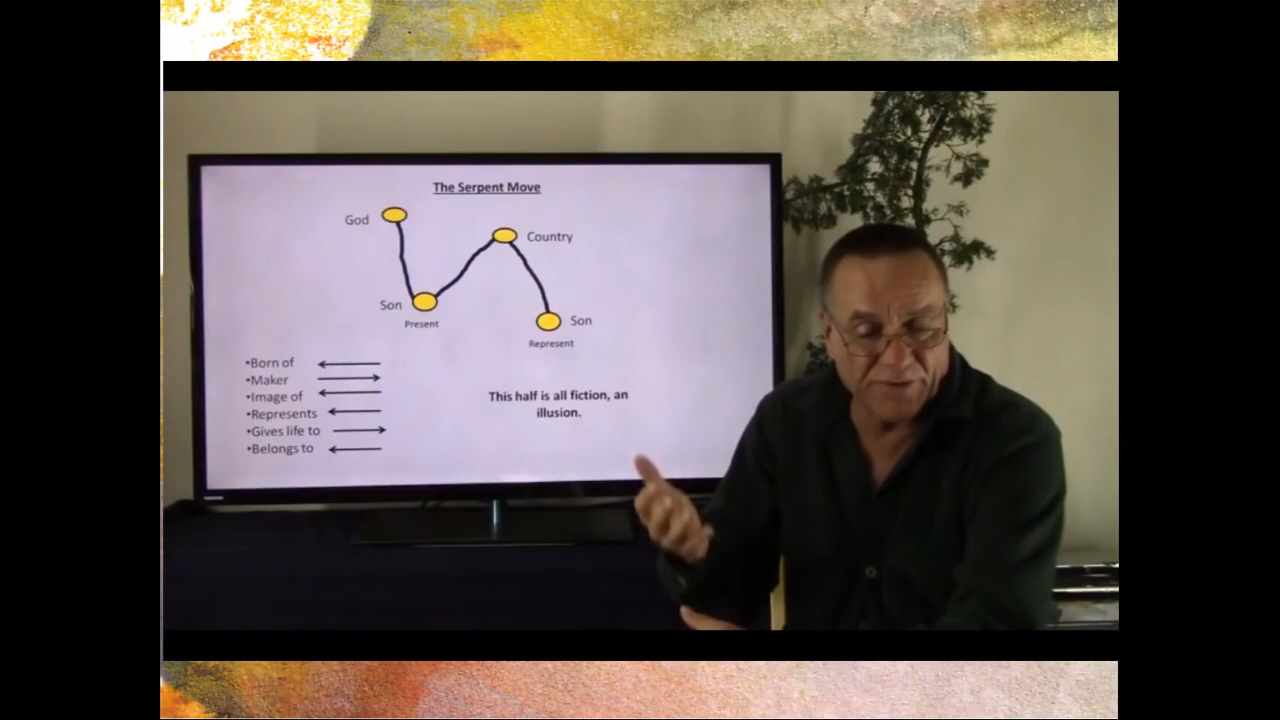 The Serpent Move
God
Country
Son
Present
Son
Represent
•Born of
•Maker
•Image of
•Represents
•Gives life to
•Belongs to
This half is all fiction, an
illusion.
TOSHIBA